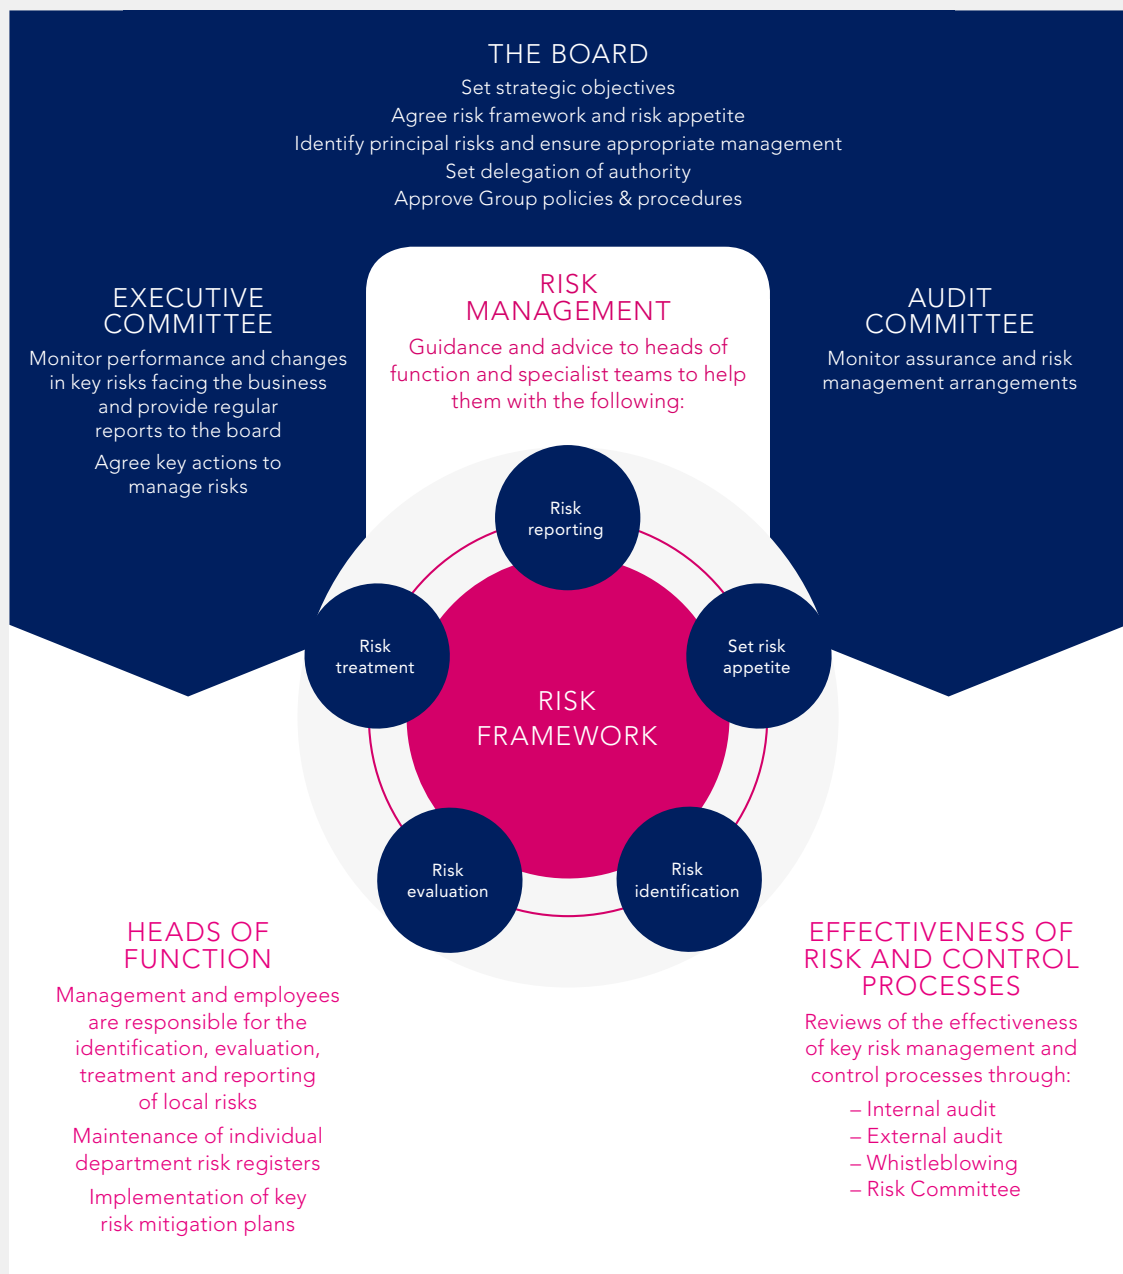 THE BOARD
Set strategic objectives
Agree risk framework and risk appetite
Identify principal risks and ensure appropriate management
Set delegation of authority
Approve Group policies & procedures
EXECUTIVE
COMMITTEE
Monitor performance and changes
in key risks facing the business
and provide regular
reports to the board
Agree key actions to
manage risks
RISK
MANAGEMENT
Guidance and advice to heads of
function and specialist teams to help
them with the following:
AUDIT
COMMITTEE
Monitor assurance and risk
management arrangements
Risk
reporting
Risk
treatment
Set risk
appetite
RISK
FRAMEWORK
Risk
evaluation
Risk
identification
HEADS OF
FUNCTION
Management and employees
are responsible for the
identification, evaluation,
treatment and reporting
of local risks
Maintenance of individual
department risk registers
Implementation of key
risk mitigation plans
EFFECTIVENESS OF
RISK AND CONTROL
PROCESSES
Reviews of the effectiveness
of key risk management and
control processes through:
– Internal audit
– External audit
– Whistleblowing
– Risk Committee